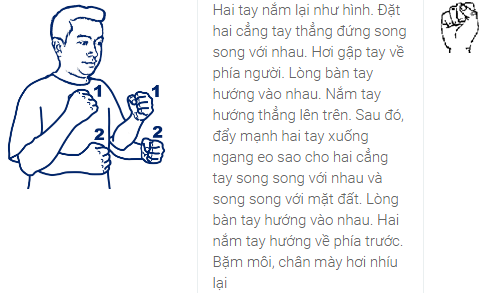 1
1
2
2
Hai tay nắm lại như hình. Đặt
hai cẳng tay thẳng đứng song
song với nhau. Hơi gập tay về
phía người. Lòng bàn tay
hướng vào nhau. Nắm tay
hướng thẳng lên trên. Sau đó,
đẩy mạnh hai tay xuống
ngang eo sao cho hai cẳng
tay song song với nhau và
song song với mặt đất. Lòng
bàn tay hướng vào nhau. Hai
nắm tay hướng về phía trước.
Bặm môi, chân mày hơi nhíu
lại